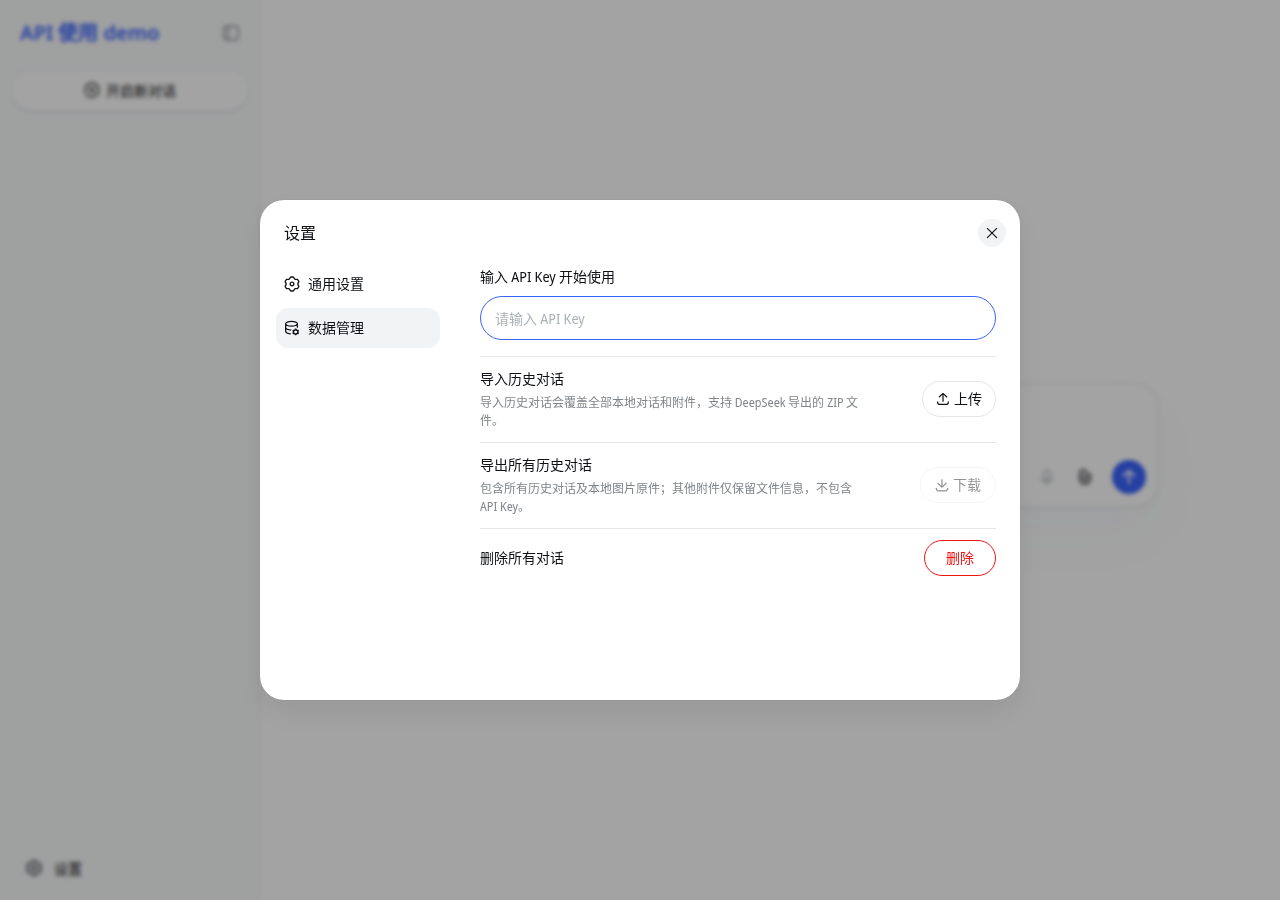 API 使用 demo
开启新对话
设置
通用设置
数据管理
输入 API Key 开始使用
请输入 API Key
导入历史对话
导入历史对话会覆盖全部本地对话和附件，支持 DeepSeek 导出的 ZIP 文
件。
上传
导出所有历史对话
包含所有历史对话及本地图片原件；其他附件仅保留文件信息，不包含
API Key。
下载
删除所有对话
删除
设置